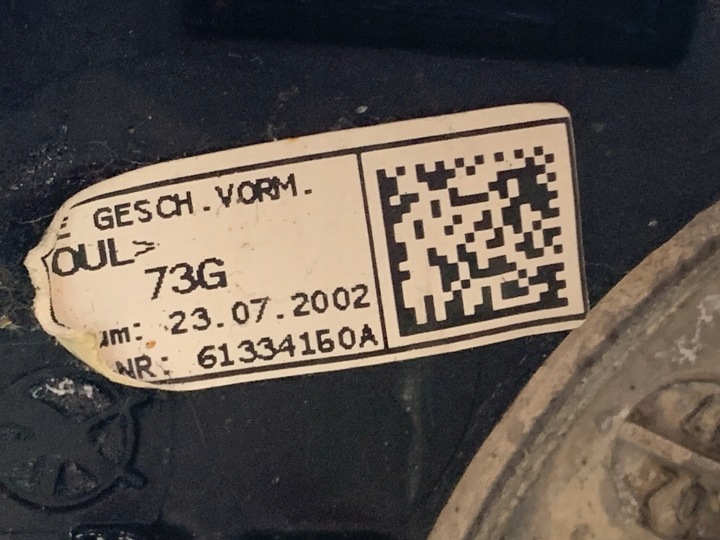 E GESCH.VORM.
OUL>
73G
um: 23.07.2002
NR: 61334160A